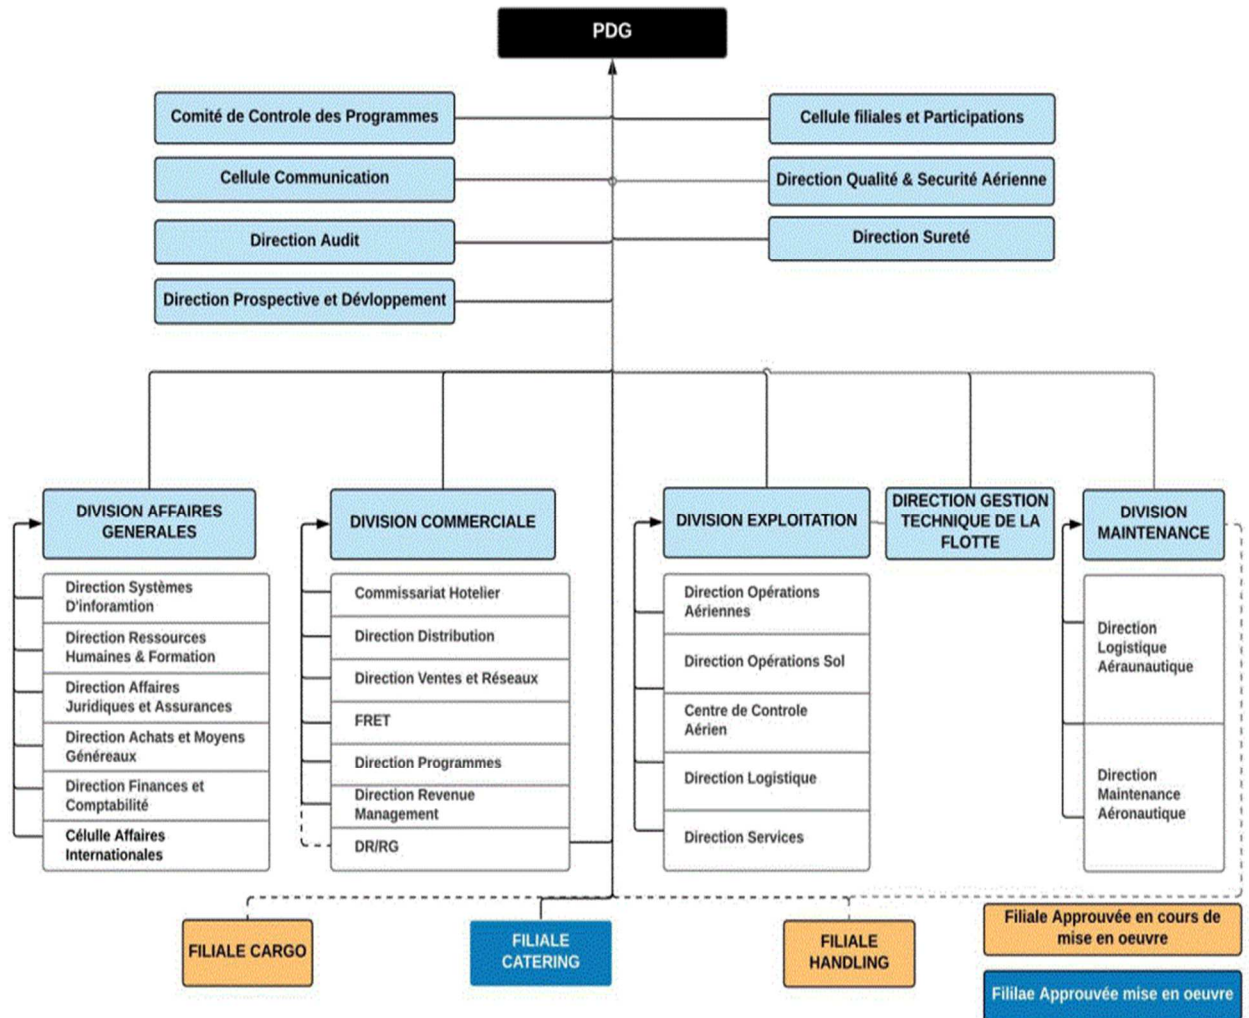 PDG
Comité de Controle des Programmes
Cellule filiales et Participations
Cellule Communication
Direction Qualité & Securité Aérienne
Direction Audit
Direction Sureté
Direction Prospective et Dévloppement
DIVISION AFFAIRES
GENERALES
Direction Systèmes
D'inforamtion
Direction Ressources
Humaines & Formation
Direction Affaires
Juridiques et Assurances
Direction Achats et Moyens
Généreaux
Direction Finances et
Comptabilité
Célulle Affaires
Internationales
DIVISION COMMERCIALE
Commissariat Hotelier
Direction Distribution
Direction Ventes et Réseaux
FRET
Direction Programmes
Direction Revenue
Management
DR/RG
DIVISION EXPLOITATION
Direction Opérations
Aériennes
Direction Opérations Sol
Centre de Controle
Aérien
Direction Logistique
Direction Services
DIRECTION GESTION
TECHNIQUE DE LA
FLOTTE
DIVISION
MAINTENANCE
Direction
Logistique
Aéraunautique
Direction
Maintenance
Aéronautique
FILIALE CARGO
FILIALE
CATERING
FILIALE
HANDLING
Filiale Approuvée en cours de
mise en oeuvre
Fililae Approuvée mise en oeuvre